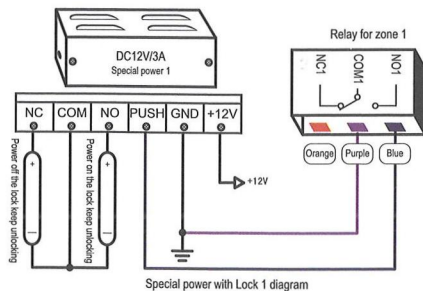 DC12V/3A
Special power 1
Relay for zone 1
NC1
COM1
NO1
NC COM NO PUSH GND +12V
Orange Purple Blue
Power off the lock keep unlocking
Power on the lock keep unlocking
+
—
+
—
+12V
Special power with Lock 1 diagram